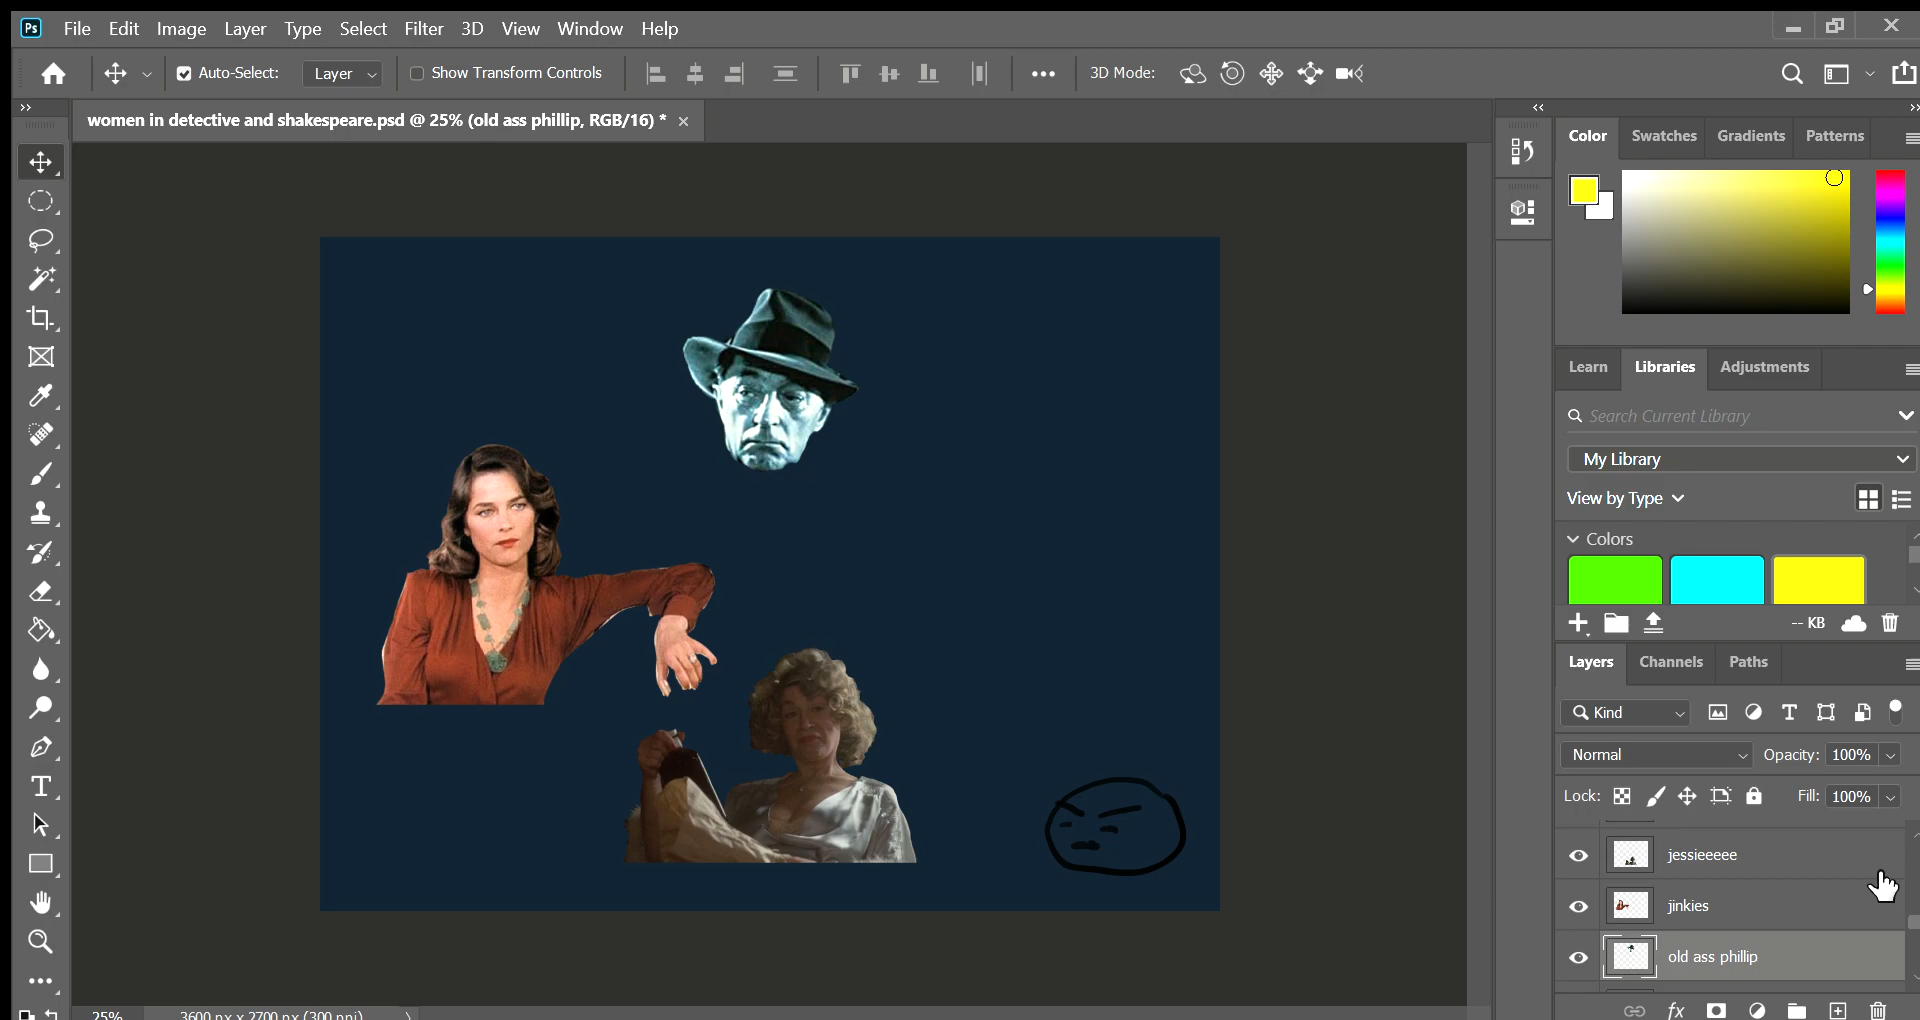 Ps File Edit Image Layer Type Select Filter 3D View Window Help
Auto-Select: Layer Show Transform Controls 3D Mode:
women in detective and shakespeare.psd @ 25% (old ass phillip, RGB/16) *
Color Swatches Gradients Patterns
Learn Libraries Adjustments
Search Current Library
My Library
View by Type
Colors
-- KB
Layers Channels Paths
Kind
Normal Opacity: 100%
Lock: Fill: 100%
jessieeeee
jinkies
old ass phillip
fx
25% 3600 px x 2700 px (300 ppi)